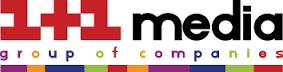 1+1 media
group of companies